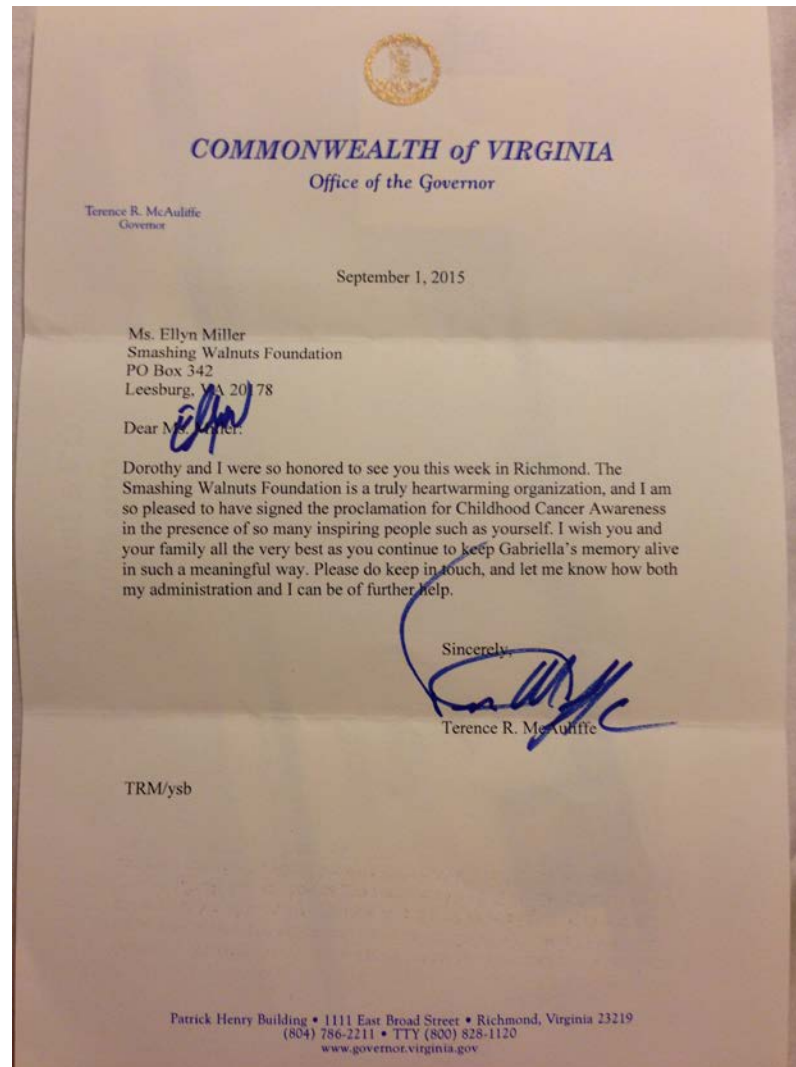 COMMONWEALTH of VIRGINIA
Office of the Governor
Terence R. McAuliffe
Governor
September 1, 2015
Ms. Ellyn Miller
Smashing Walnuts Foundation
PO Box 342
Leesburg, VA 20178
Ellyn
Dear Ms. Miller:
Dorothy and I were so honored to see you this week in Richmond. The
Smashing Walnuts Foundation is a truly heartwarming organization, and I am
so pleased to have signed the proclamation for Childhood Cancer Awareness
in the presence of so many inspiring people such as yourself. I wish you and
your family all the very best as you continue to keep Gabriella's memory alive
in such a meaningful way. Please do keep in touch, and let me know how both
my administration and I can be of further help.
Sincerely,
Terence R. McAuliffe
TRM/ysb
Patrick Henry Building • 1111 East Broad Street • Richmond, Virginia 23219
(804) 786-2211 • TTY (800) 828-1120
www.governor.virginia.gov